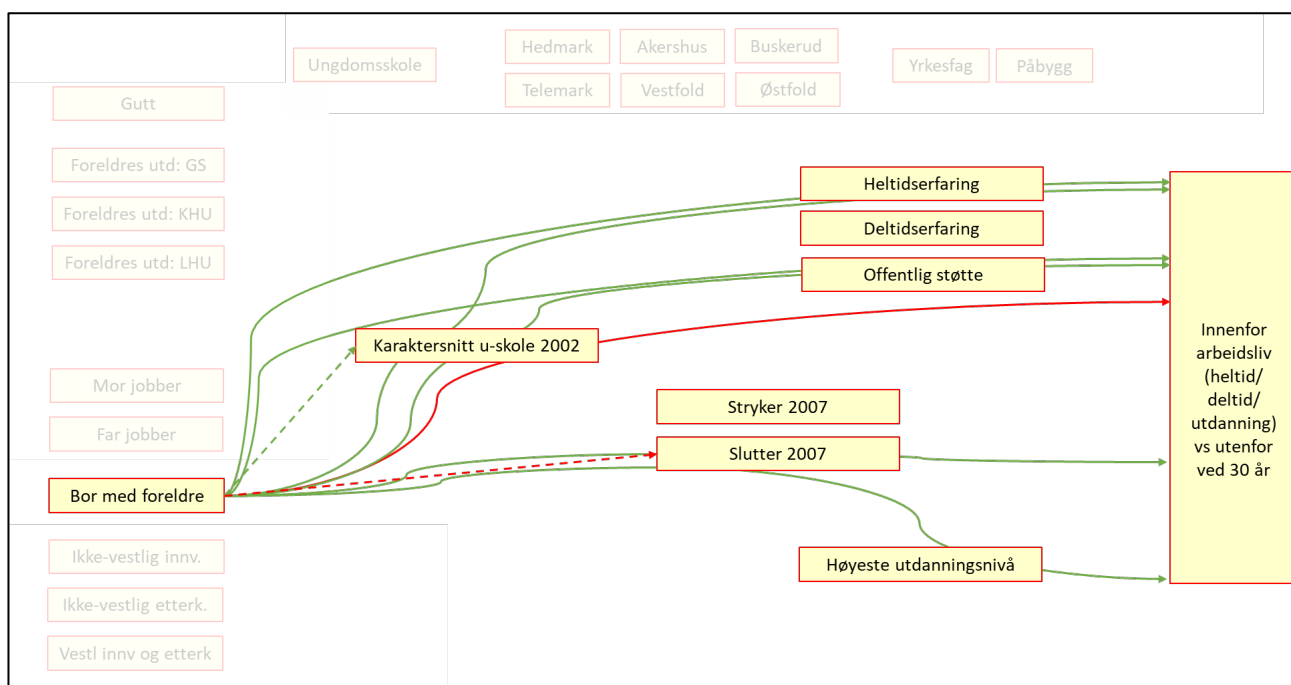 Hedmark
Akershus
Buskerud
Ungdomsskole
Yrkesfag
Påbygg
Telemark
Vestfold
Østfold
Gutt
Foreldres utd: GS
Foreldres utd: KHU
Foreldres utd: LHU
Heltidserfaring
Deltidserfaring
Offentlig støtte
Karaktersnitt u-skole 2002
Innenfor
arbeidsliv
(heltid/
deltid/
utdanning)
vs utenfor
ved 30 år
Mor jobber
Far jobber
Stryker 2007
Slutter 2007
Bor med foreldre
Ikke-vestlig innv.
Ikke-vestlig etterk.
Vestl innv og etterk
Høyeste utdanningsnivå